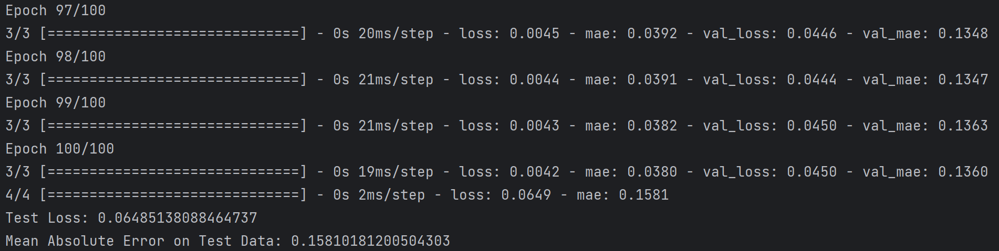 Epoch 97/100
3/3 [==============================] - 0s 20ms/step - loss: 0.0045 - mae: 0.0392 - val_loss: 0.0446 - val_mae: 0.1348
Epoch 98/100
3/3 [==============================] - 0s 21ms/step - loss: 0.0044 - mae: 0.0391 - val_loss: 0.0444 - val_mae: 0.1347
Epoch 99/100
3/3 [==============================] - 0s 21ms/step - loss: 0.0043 - mae: 0.0382 - val_loss: 0.0450 - val_mae: 0.1363
Epoch 100/100
3/3 [==============================] - 0s 19ms/step - loss: 0.0042 - mae: 0.0380 - val_loss: 0.0450 - val_mae: 0.1360
4/4 [==============================] - 0s 2ms/step - loss: 0.0649 - mae: 0.1581
Test Loss: 0.06485138088464737
Mean Absolute Error on Test Data: 0.15810181200504303